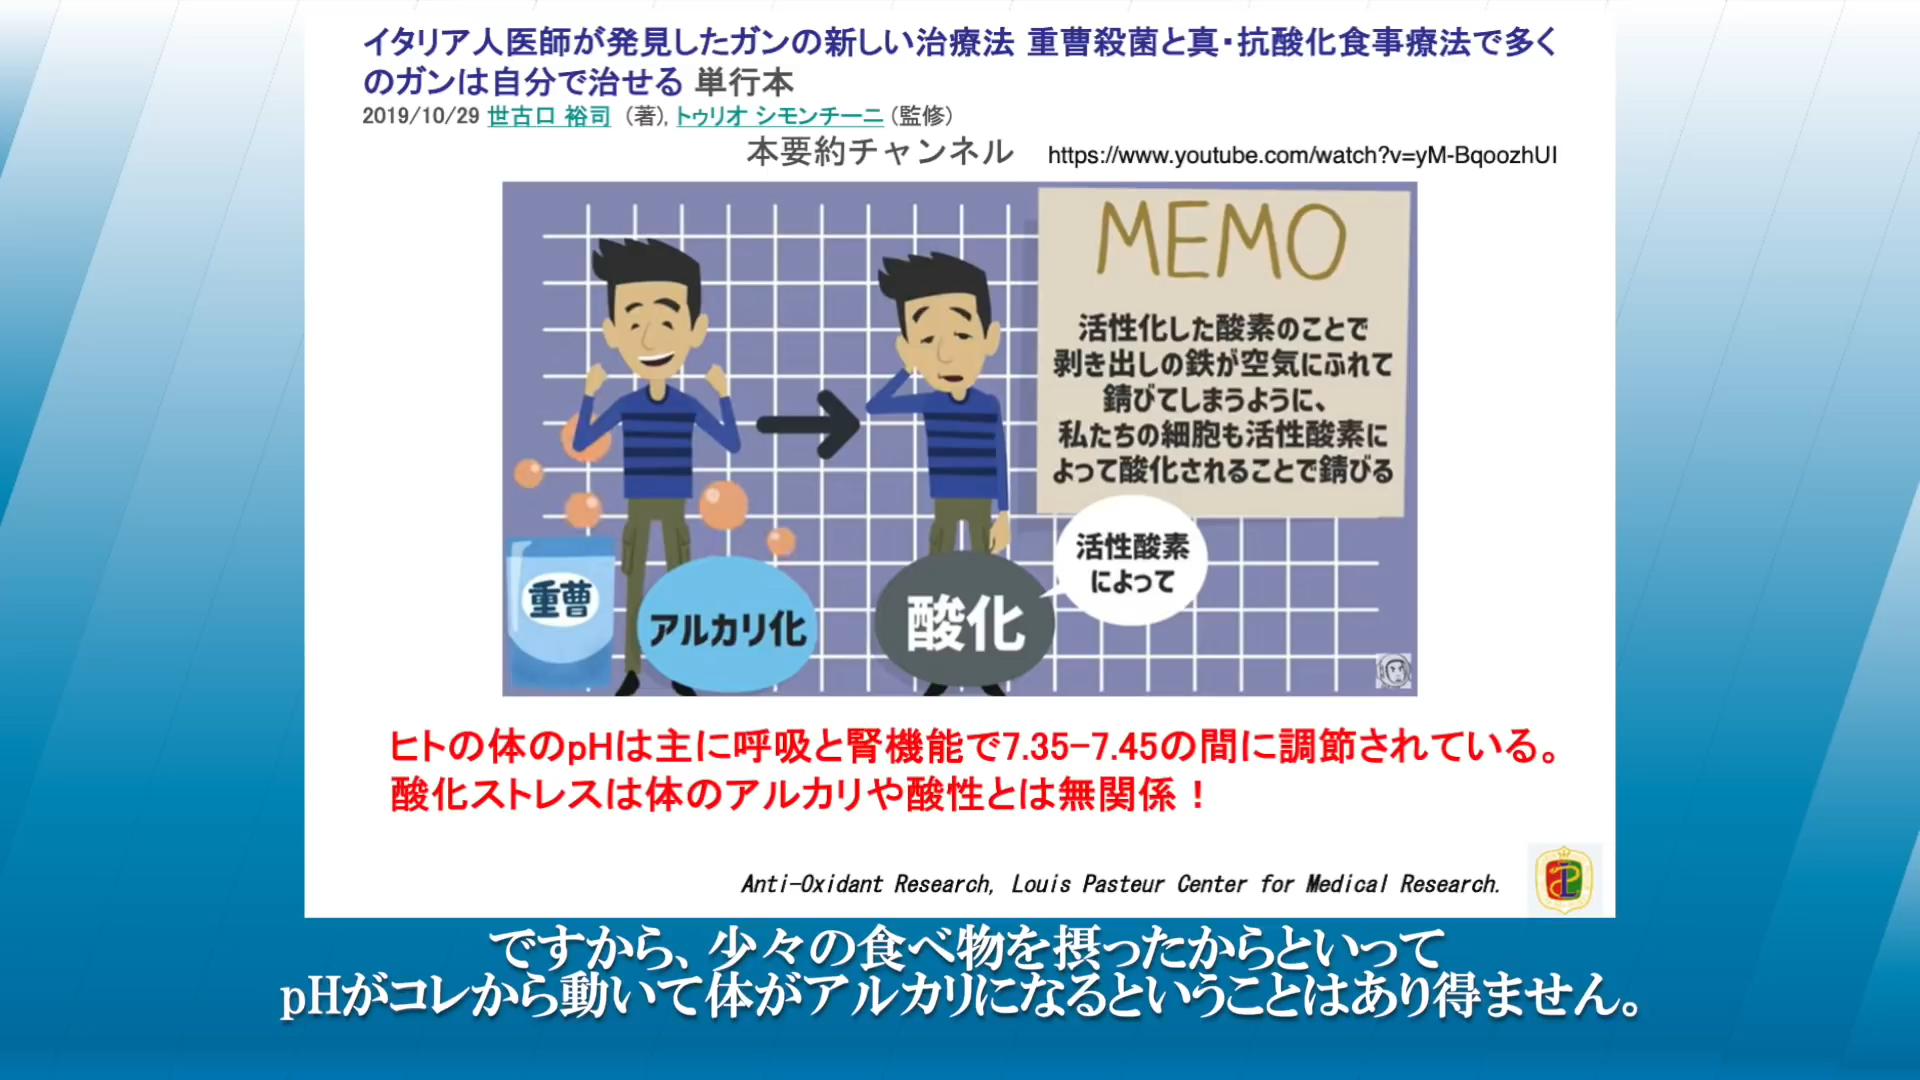 イタリア人医師が発見したガンの新しい治療法 重曹殺菌と真・抗酸化食事療法で多く
のガンは自分で治せる 単行本
2019/10/29 世古口 裕司 (著), トゥリオ シモンチーニ (監修)
本要約チャンネル https://www.youtube.com/watch?v=yM-BqoozhUI
MEMO
活性化した酸素のことで
剥き出しの鉄が空気にふれて
錆びてしまうように、
私たちの細胞も活性酸素に
よって酸化されることで錆びる
活性酸素
によって
重曹
アルカリ化
酸化
ヒトの体のpHは主に呼吸と腎機能で7.35-7.45の間に調節されている。
酸化ストレスは体のアルカリや酸性とは無関係！
Anti-Oxidant Research, Louis Pasteur Center for Medical Research.
ですから、少々の食べ物を摂ったからといって
pHがコレから動いて体がアルカリになるということはあり得ません。